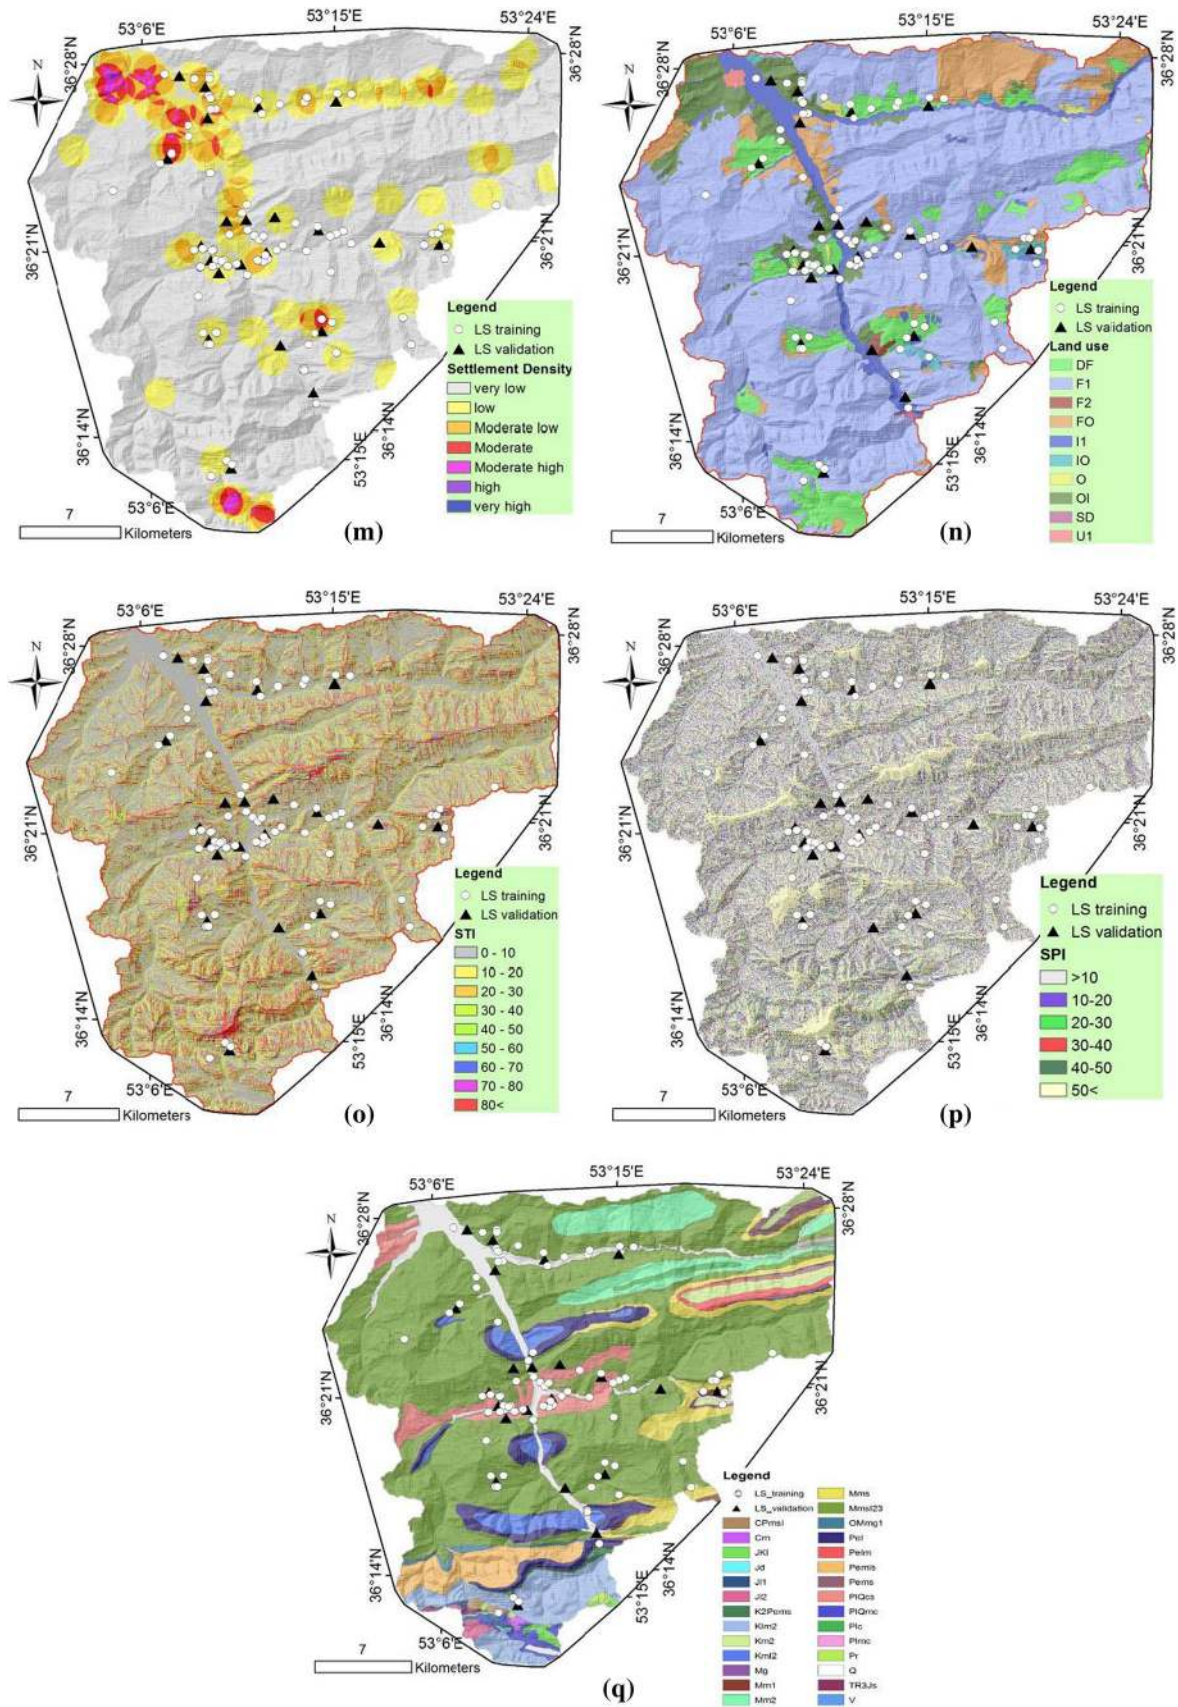 53°6'E
53°15'E
53°24'E
36°28'N
36°28'N
N
36°21'N
36°21'N
36°14'N
36°14'N
53°15'E
53°6'E
Legend
LS training
LS validation
Settlement Density
very low
low
Moderate low
Moderate
Moderate high
high
very high
7
Kilometers
(m)
53°6'E
53°15'E
53°24'E
36°28'N
36°28'N
N
36°21'N
36°21'N
36°14'N
36°14'N
53°15'E
53°6'E
Legend
LS training
LS validation
Land use
DF
F1
F2
FO
I1
IO
O
OI
SD
U1
7
Kilometers
(n)
53°6'E
53°15'E
53°24'E
36°28'N
36°28'N
N
36°21'N
36°21'N
36°14'N
36°14'N
53°15'E
53°6'E
Legend
LS training
LS validation
STI
0 - 10
10 - 20
20 - 30
30 - 40
40 - 50
50 - 60
60 - 70
70 - 80
80<
7
Kilometers
(o)
53°6'E
53°15'E
53°24'E
36°28'N
36°28'N
N
36°21'N
36°21'N
36°14'N
36°14'N
53°15'E
53°6'E
Legend
LS training
LS validation
SPI
>10
10-20
20-30
30-40
40-50
50<
7
Kilometers
(p)
53°6'E
53°15'E
53°24'E
36°28'N
36°28'N
N
36°21'N
36°21'N
36°14'N
36°14'N
53°15'E
53°6'E
Legend
LS_training
LS_validation
CPmsl
Cm
JKl
Jd
Jl1
Jl2
K2Pcms
Klm2
Km2
Kml2
Mg
Mm1
Mm2
Mms
Mmsl23
OMmg1
Pel
Pelm
Pemls
Pems
PlQcs
PlQmc
Plc
Plmc
Pr
Q
TR3Js
V
7
Kilometers
(q)